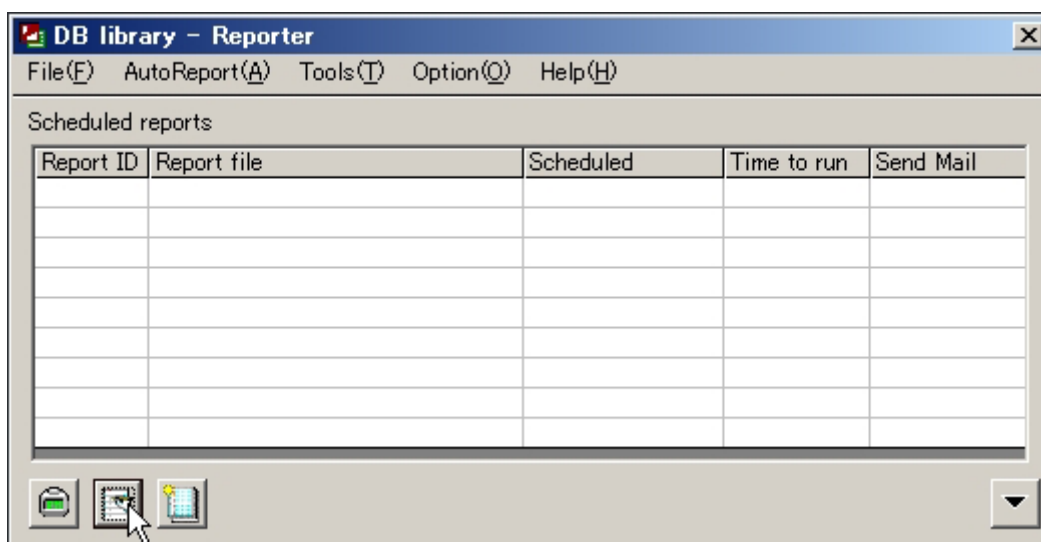 DB library - Reporter
File(F) AutoReport(A) Tools(T) Option(O) Help(H)
Scheduled reports
Report ID Report file Scheduled Time to run Send Mail